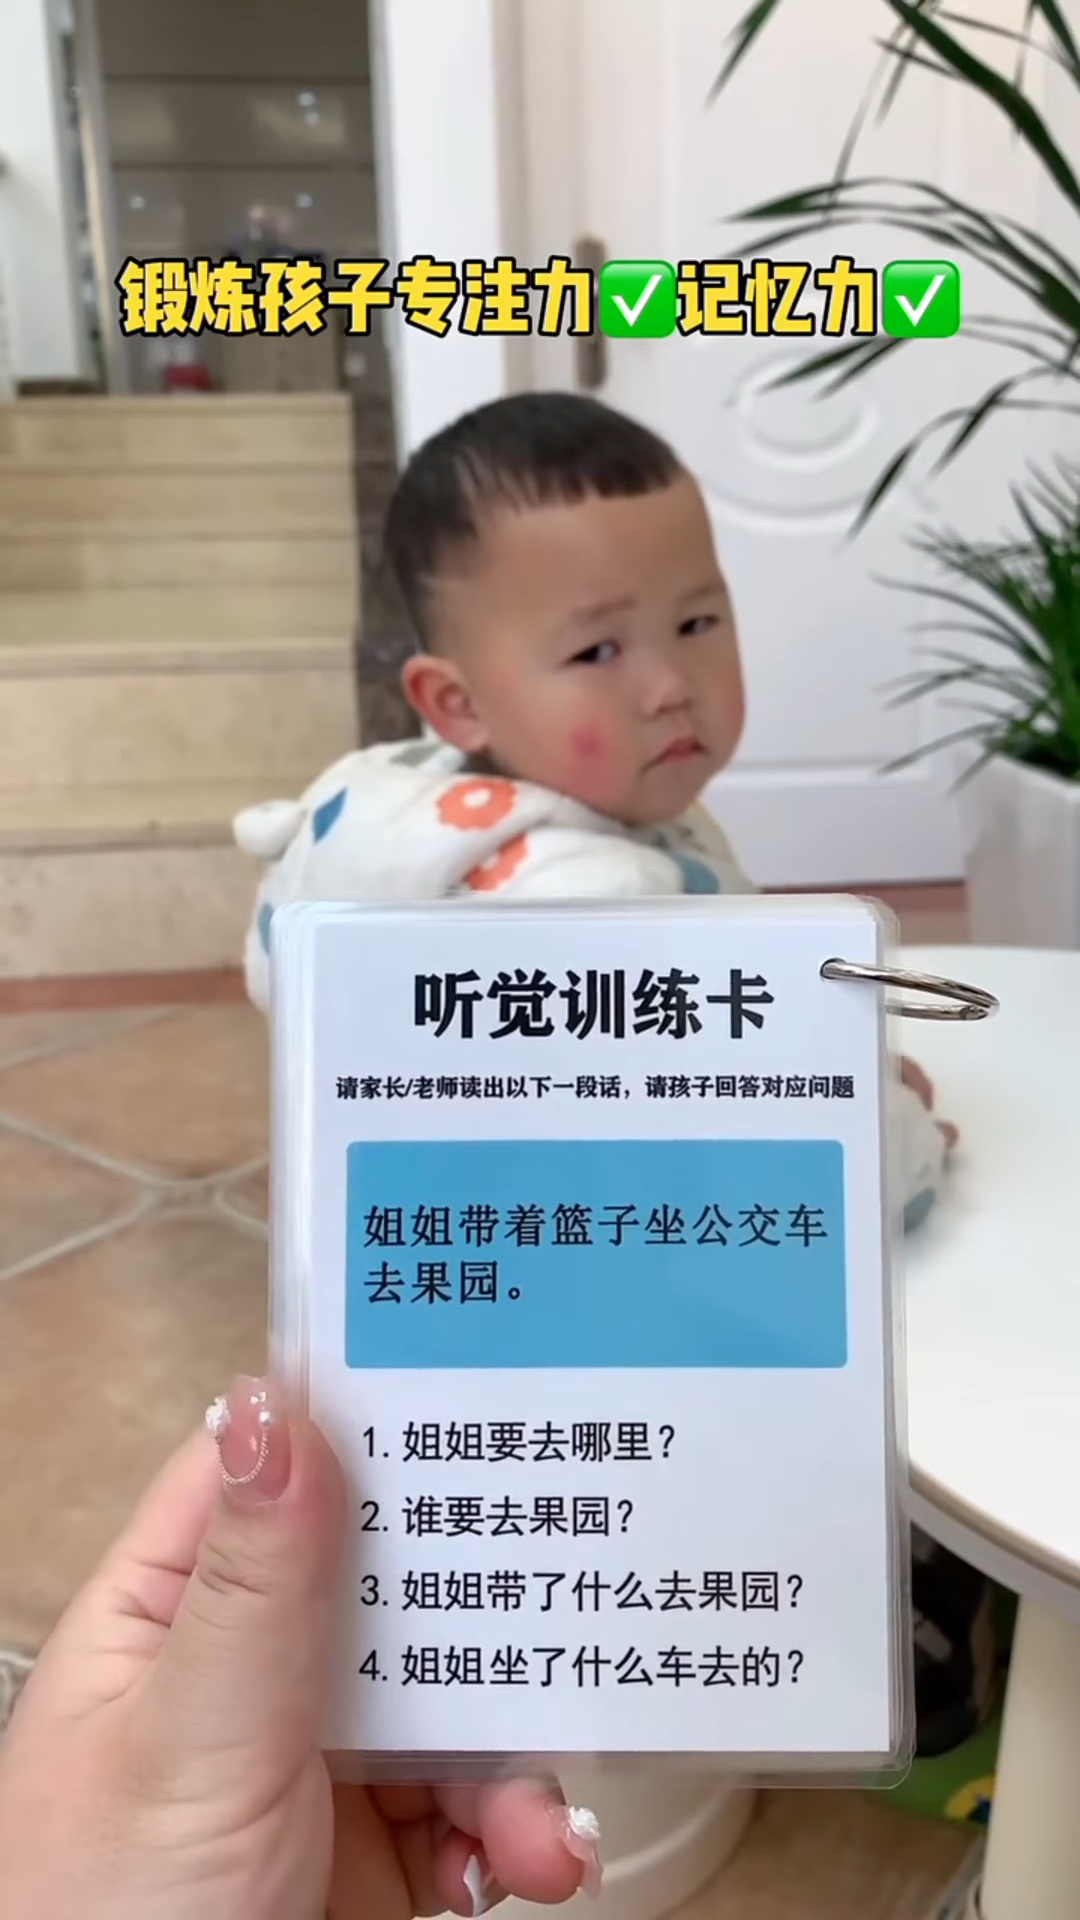 锻炼孩子专注力✅记忆力✅
听觉训练卡
请家长/老师读出以下一段话，请孩子回答对应问题
姐姐带着篮子坐公交车
去果园。
1. 姐姐要去哪里？
2. 谁要去果园？
3. 姐姐带了什么去果园？
4. 姐姐坐了什么车去的？